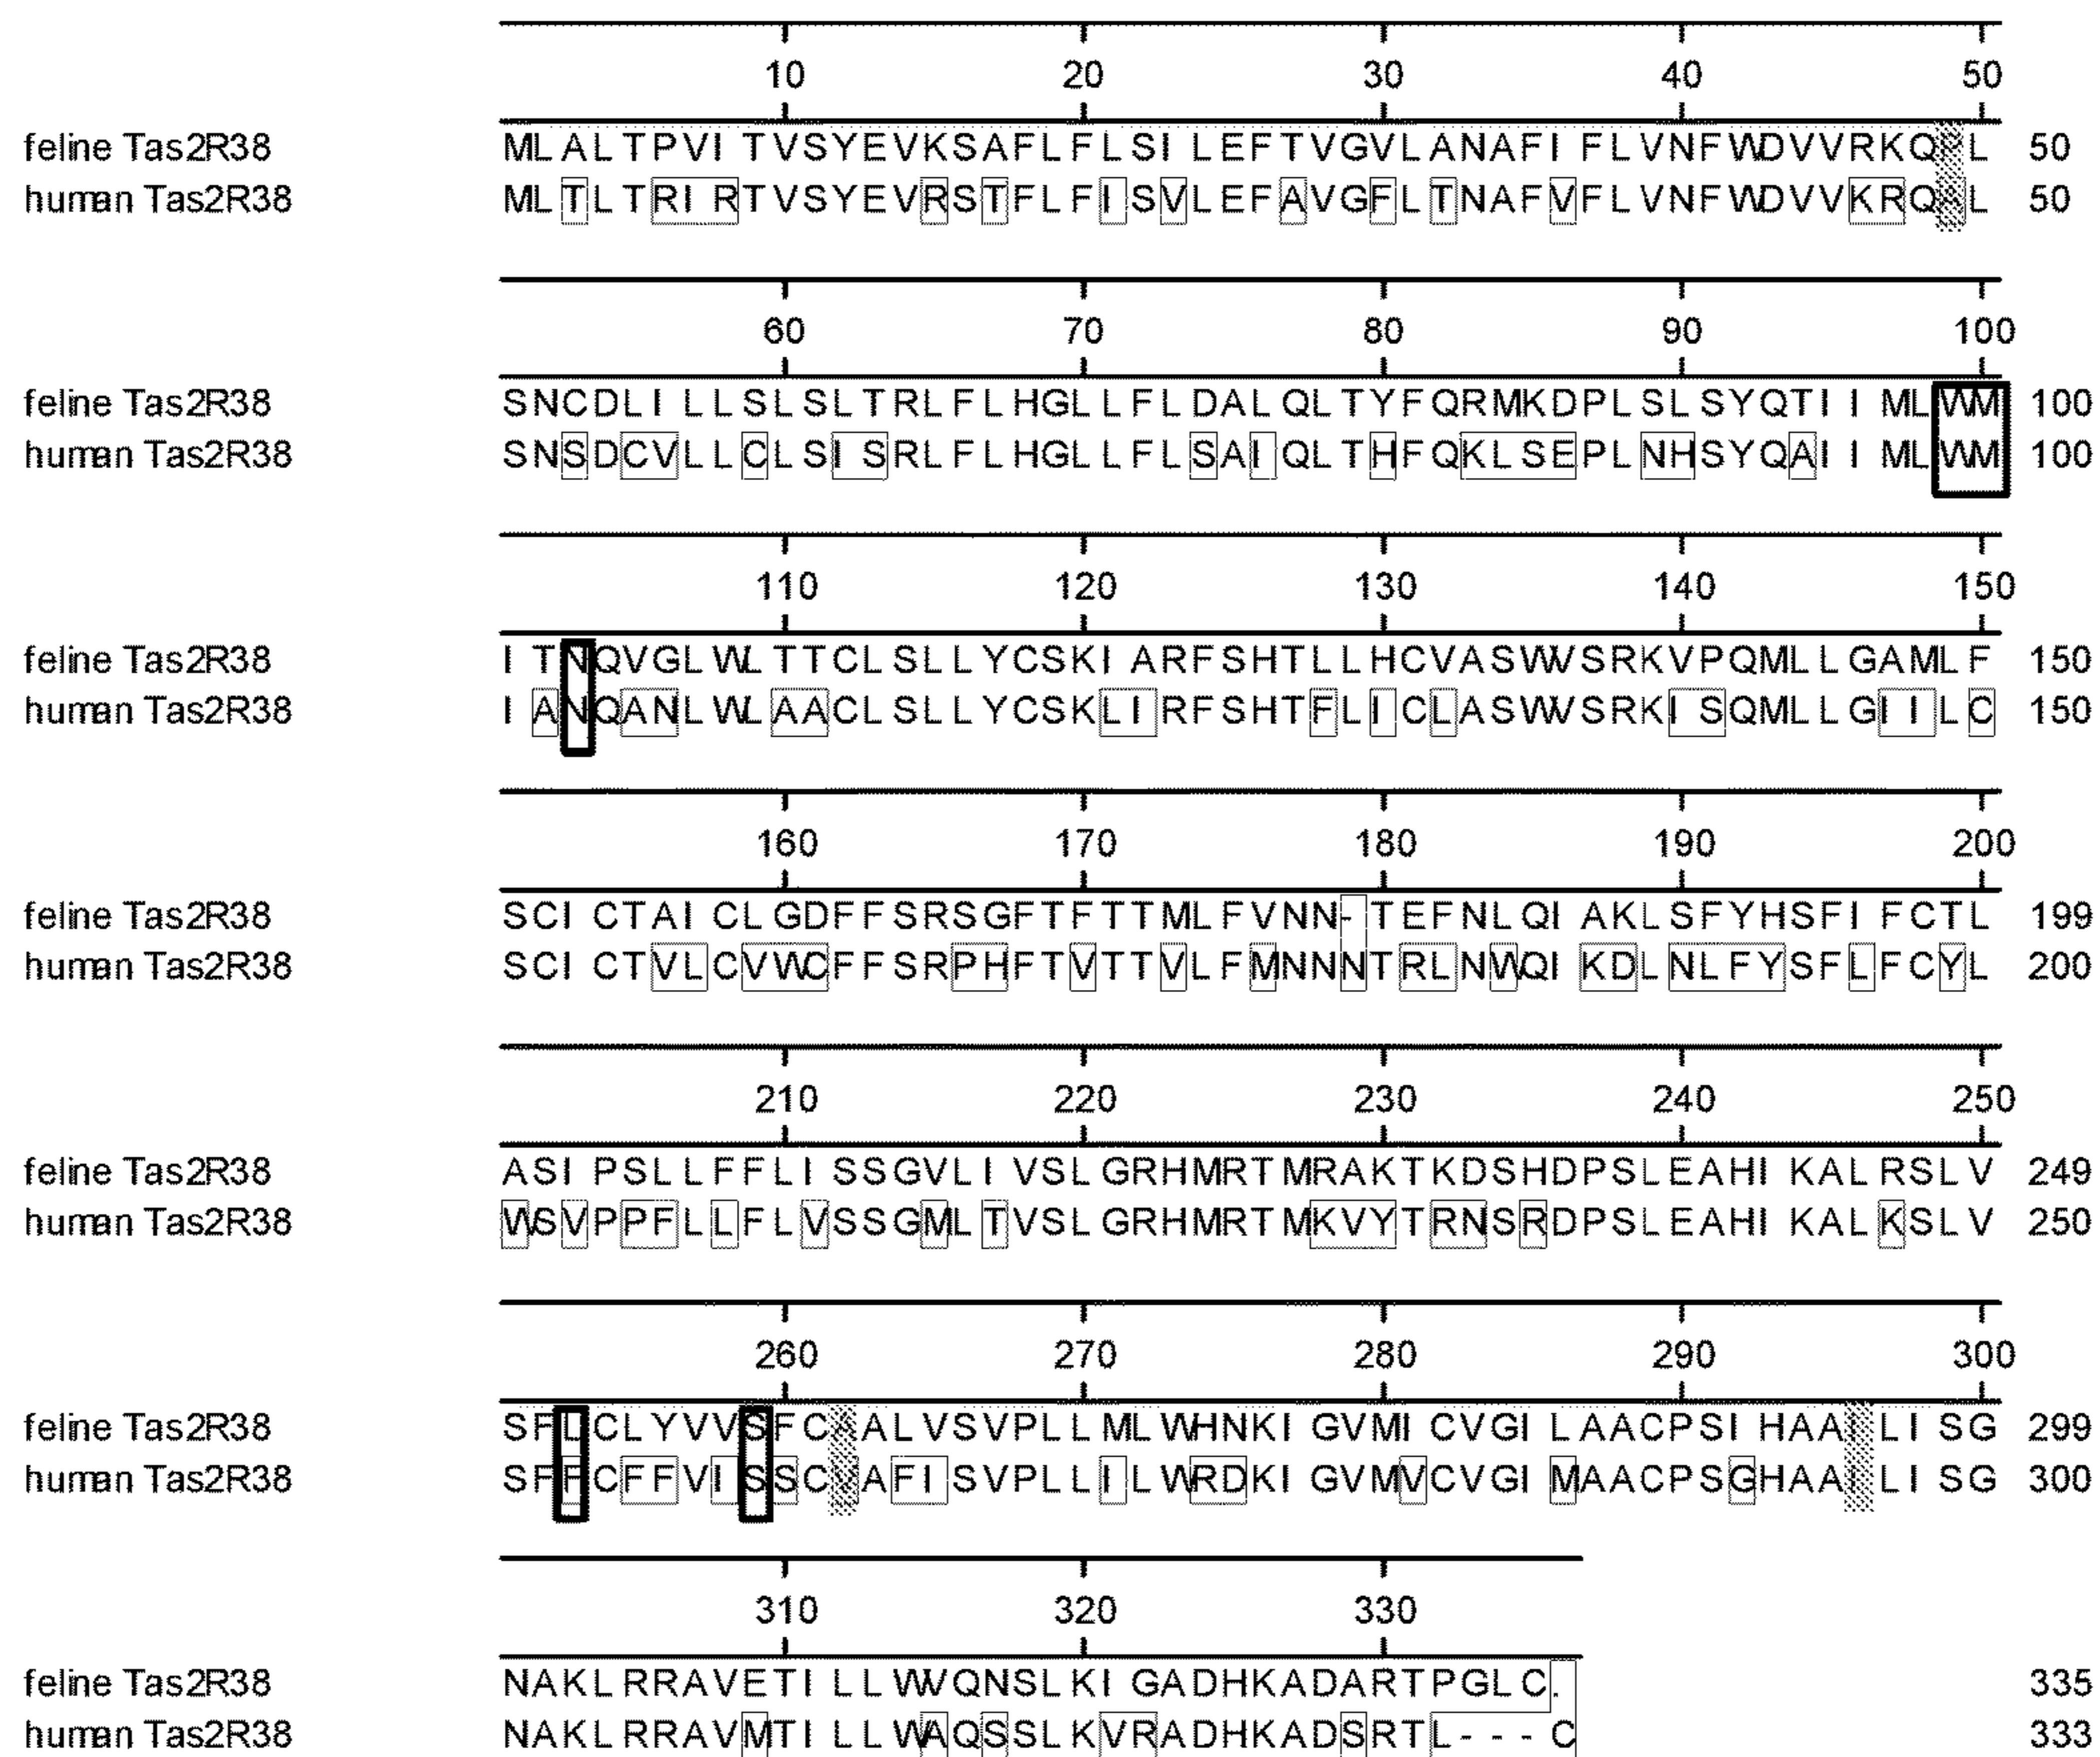 10 20 30 40 50
feline Tas2R38 MLALTPVITVSYEVKSAFLFLSILEFTVGVLANAFIFLVNFWDVVRKQ L 50
human Tas2R38 MLTLTRIRTVSYEVRSTFLFISVLEFAVGFLTNAFVFLVNFWDVVKRQ L 50
60 70 80 90 100
feline Tas2R38 SNCDLILLSLSLTRLFLHGLLFLDALQLTYFQRMKDPLSLSYQTIIMLWM 100
human Tas2R38 SNSDCVLLCLSISRLFLHGLLFLSAIQLTHFQKLSEPLNHSYQAIIMLWM 100
110 120 130 140 150
feline Tas2R38 ITNQVGLWLTTCLSLLYCSKIARFSHTLLHCVASWVSRKVPQMLLGAMLF 150
human Tas2R38 IANQANLWLAACLSLLYCSKLIRFSHTFLICLASWVSRKISQMLLGIILC 150
160 170 180 190 200
feline Tas2R38 SCICTAICLGDFFSRSGFTFTTMLFVNN-TEFNLQIAKLSFYHSFIFCTL 199
human Tas2R38 SCICTVLCVWCFFSRPHFTVTTVLFMNNNTRLNWQIKDLNLFYSFLFCYL 200
210 220 230 240 250
feline Tas2R38 ASIPSLLFFLISSGVLIVSLGRHMRTMRAKTKDSHDPSLEAHIKALRSLV 249
human Tas2R38 WSVPPFLLFLVSSGMLTVSLGRHMRTMKVYTRNSRDPSLEAHIKALKSLV 250
260 270 280 290 300
feline Tas2R38 SFLCLYVVSFC ALVSVPLLMLWHNKIGVMICVGILAACPSIHAA LISG 299
human Tas2R38 SFFCFFVISSC AFISVPLLILWRDKIGVMVCVGIMAACPSGHAA LISG 300
310 320 330
feline Tas2R38 NAKLRRAVETILLWVQNSLKIGADHKADARTPGLC. 335
human Tas2R38 NAKLRRAVMTILLWAQSSLKVRADHKADSRTL---C 333